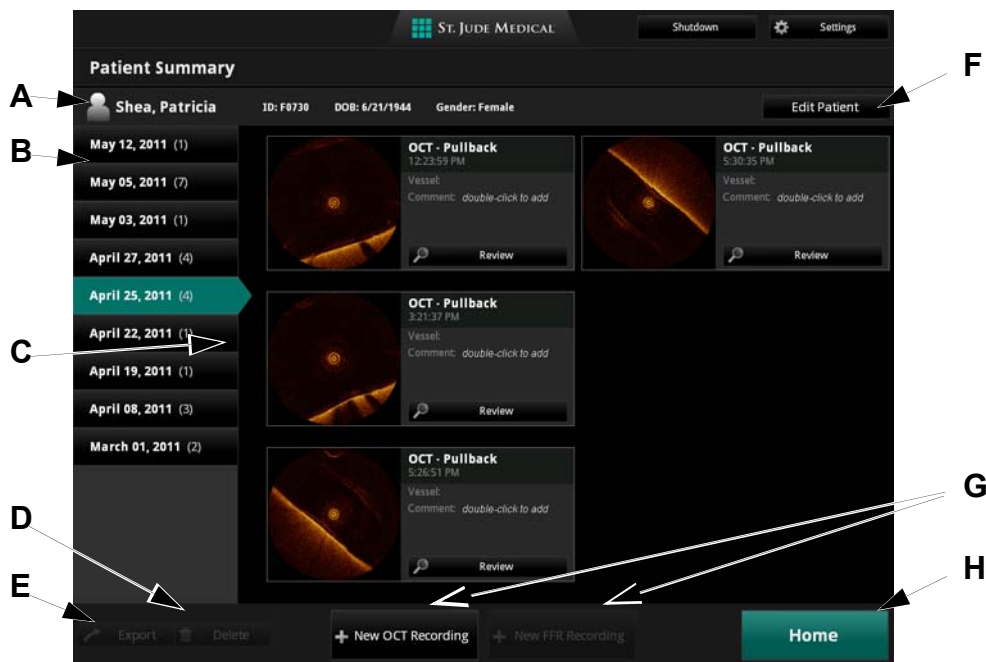 ST. JUDE MEDICAL
Shutdown
Settings
Patient Summary
F
A
Shea, Patricia
ID: F0730 DOB: 6/21/1944 Gender: Female
Edit Patient
B
May 12, 2011 (1)
May 05, 2011 (7)
May 03, 2011 (1)
April 27, 2011 (4)
April 25, 2011 (4)
April 22, 2011 (1)
April 19, 2011 (1)
April 08, 2011 (3)
March 01, 2011 (2)
C
OCT - Pullback
12:23:59 PM
Vessel:
Comment: double-click to add
Review
OCT - Pullback
5:30:35 PM
Vessel:
Comment: double-click to add
Review
OCT - Pullback
3:21:37 PM
Vessel:
Comment: double-click to add
Review
OCT - Pullback
5:26:51 PM
Vessel:
Comment: double-click to add
Review
G
D
E
H
Export
Delete
+ New OCT Recording
+ New FFR Recording
Home